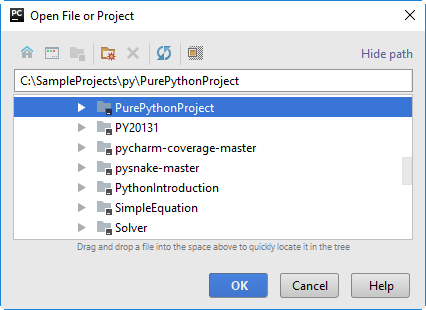 PC Open File or Project
Hide path
C:\SampleProjects\py\PurePythonProject
PurePythonProject
PY20131
pycharm-coverage-master
pysnake-master
PythonIntroduction
SimpleEquation
Solver
Drag and drop a file into the space above to quickly locate it in the tree
OK Cancel Help